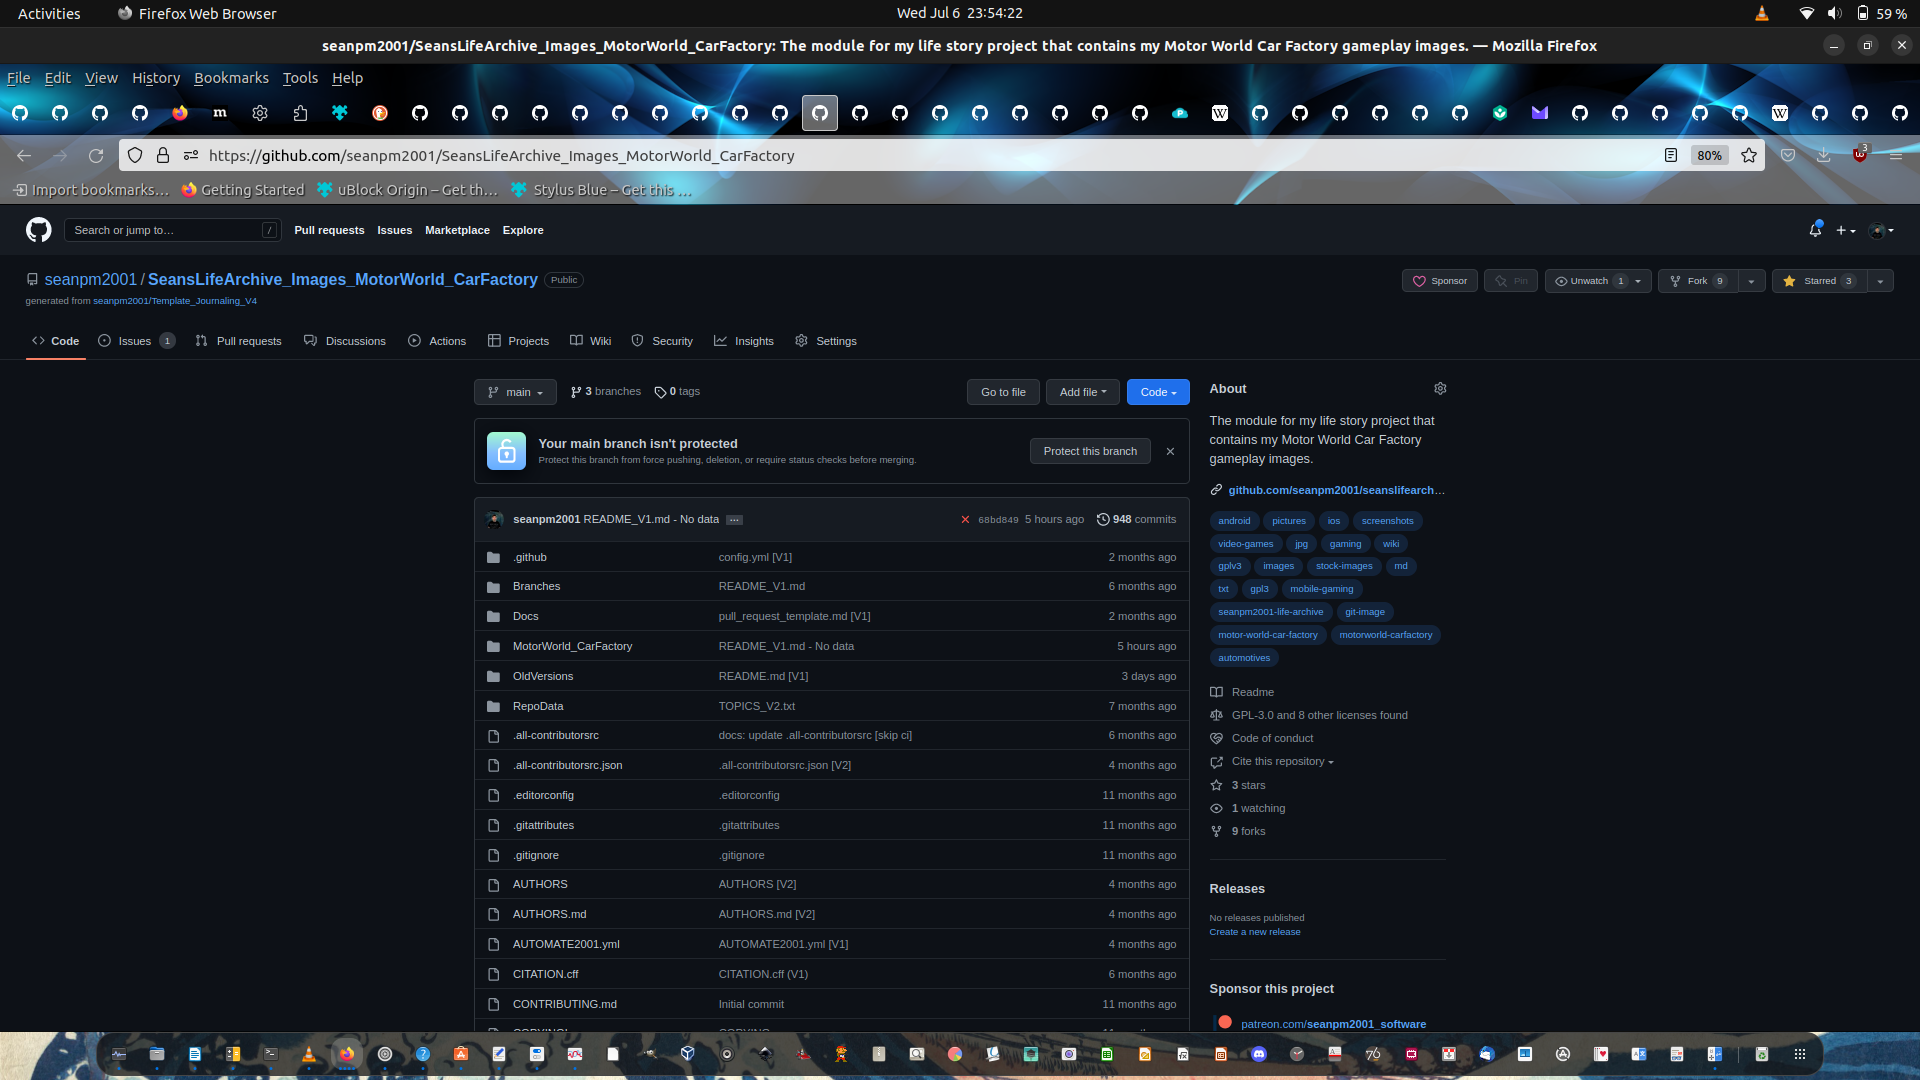 Activities
Firefox Web Browser
Wed Jul 6 23:54:22
59 %
seanpm2001/SeansLifeArchive_Images_MotorWorld_CarFactory: The module for my life story project that contains my Motor World Car Factory gameplay images. — Mozilla Firefox
File Edit View History Bookmarks Tools Help
https://github.com/seanpm2001/SeansLifeArchive_Images_MotorWorld_CarFactory
80%
3
Import bookmarks…
Getting Started
uBlock Origin – Get th…
Stylus Blue – Get this …
Search or jump to…
/
Pull requests
Issues
Marketplace
Explore
seanpm2001 / SeansLifeArchive_Images_MotorWorld_CarFactory
Public
Sponsor
Pin
Unwatch 1
Fork 9
Starred 3
generated from seanpm2001/Template_Journaling_V4
Code
Issues 1
Pull requests
Discussions
Actions
Projects
Wiki
Security
Insights
Settings
main
3 branches
0 tags
Go to file
Add file
Code
Your main branch isn't protected
Protect this branch from force pushing, deletion, or require status checks before merging.
Protect this branch
seanpm2001 README_V1.md - No data …
68bd849 5 hours ago
948 commits
.github config.yml [V1] 2 months ago
Branches README_V1.md 6 months ago
Docs pull_request_template.md [V1] 2 months ago
MotorWorld_CarFactory README_V1.md - No data 5 hours ago
OldVersions README.md [V1] 3 days ago
RepoData TOPICS_V2.txt 7 months ago
.all-contributorsrc docs: update .all-contributorsrc [skip ci] 6 months ago
.all-contributorsrc.json .all-contributorsrc.json [V2] 4 months ago
.editorconfig .editorconfig 11 months ago
.gitattributes .gitattributes 11 months ago
.gitignore .gitignore 11 months ago
AUTHORS AUTHORS [V2] 4 months ago
AUTHORS.md AUTHORS.md [V2] 4 months ago
AUTOMATE2001.yml AUTOMATE2001.yml [V1] 4 months ago
CITATION.cff CITATION.cff (V1) 6 months ago
CONTRIBUTING.md Initial commit 11 months ago
About
The module for my life story project that
contains my Motor World Car Factory
gameplay images.
github.com/seanpm2001/seanslifearch…
android pictures ios screenshots
video-games jpg gaming wiki
gplv3 images stock-images md
txt gpl3 mobile-gaming
seanpm2001-life-archive git-image
motor-world-car-factory motorworld-carfactory
automotives
Readme
GPL-3.0 and 8 other licenses found
Code of conduct
Cite this repository
3 stars
1 watching
9 forks
Releases
No releases published
Create a new release
Sponsor this project
patreon.com/seanpm2001_software